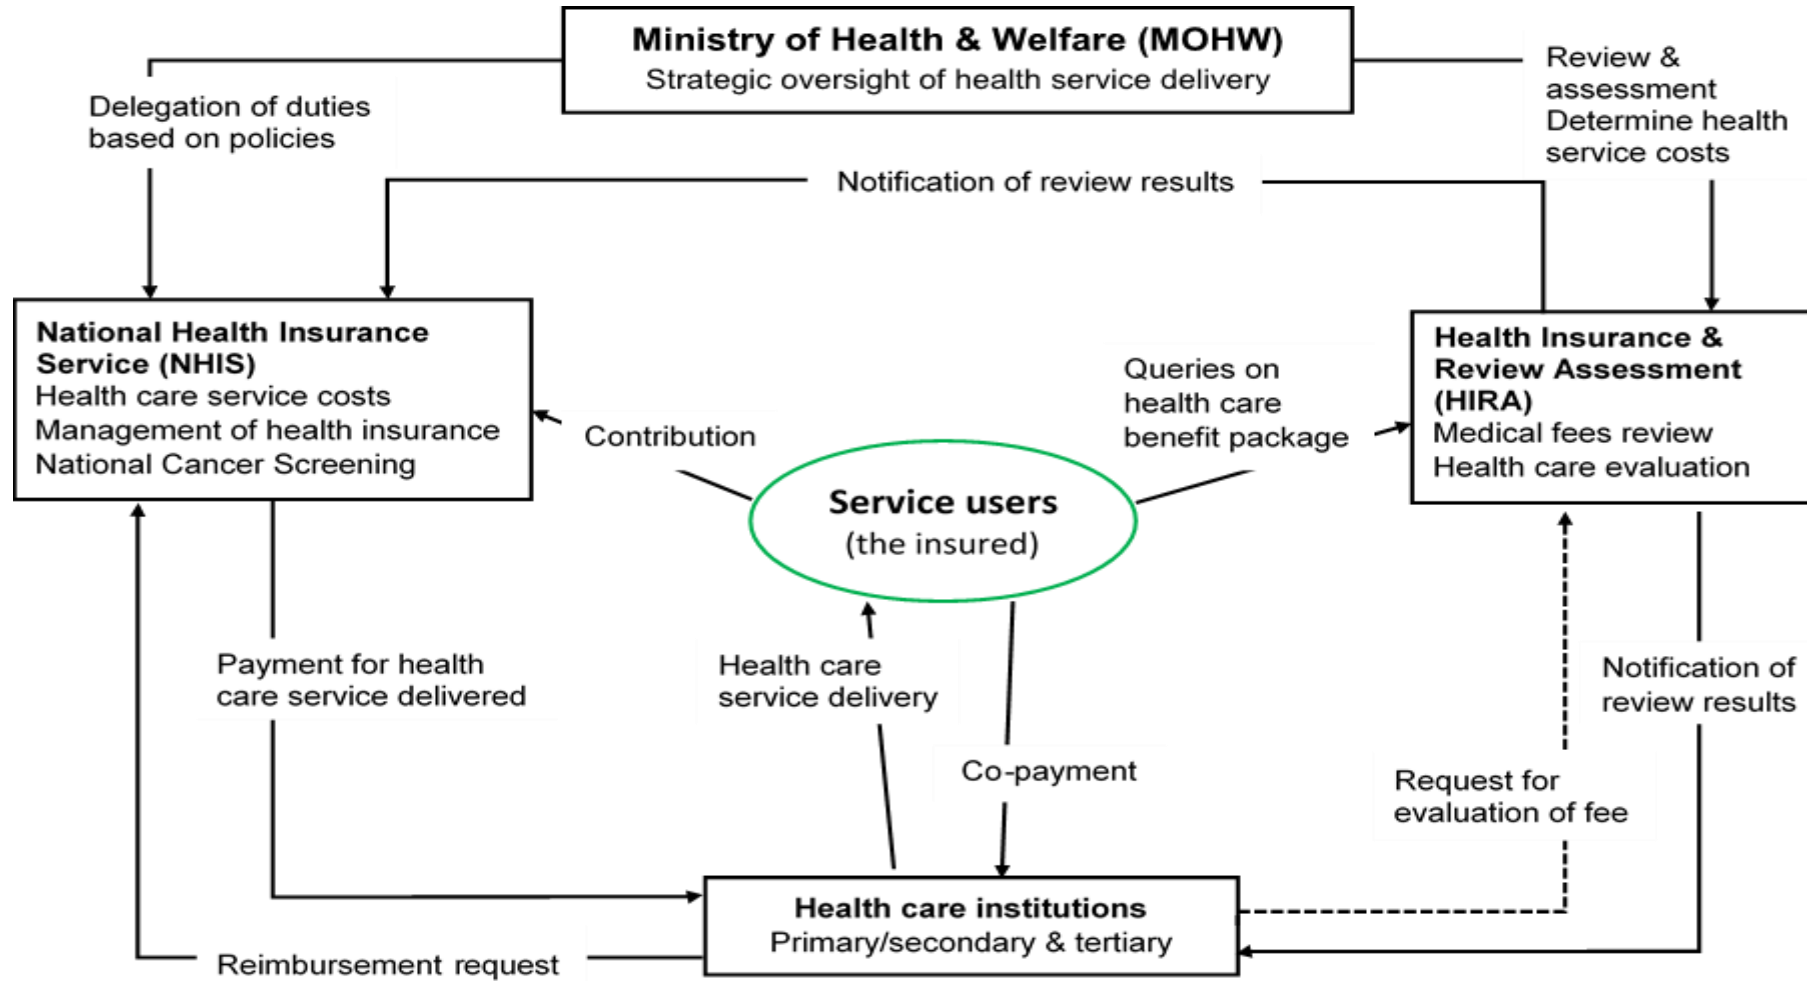 Ministry of Health & Welfare (MOHW)
Strategic oversight of health service delivery
Delegation of duties
based on policies
Review &
assessment
Determine health
service costs
Notification of review results
National Health Insurance
Service (NHIS)
Health care service costs
Management of health insurance
National Cancer Screening
Contribution
Queries on
health care
benefit package
Health Insurance &
Review Assessment
(HIRA)
Medical fees review
Health care evaluation
Service users
(the insured)
Payment for health
care service delivered
Health care
service delivery
Co-payment
Notification of
review results
Request for
evaluation of fee
Health care institutions
Primary/secondary & tertiary
Reimbursement request